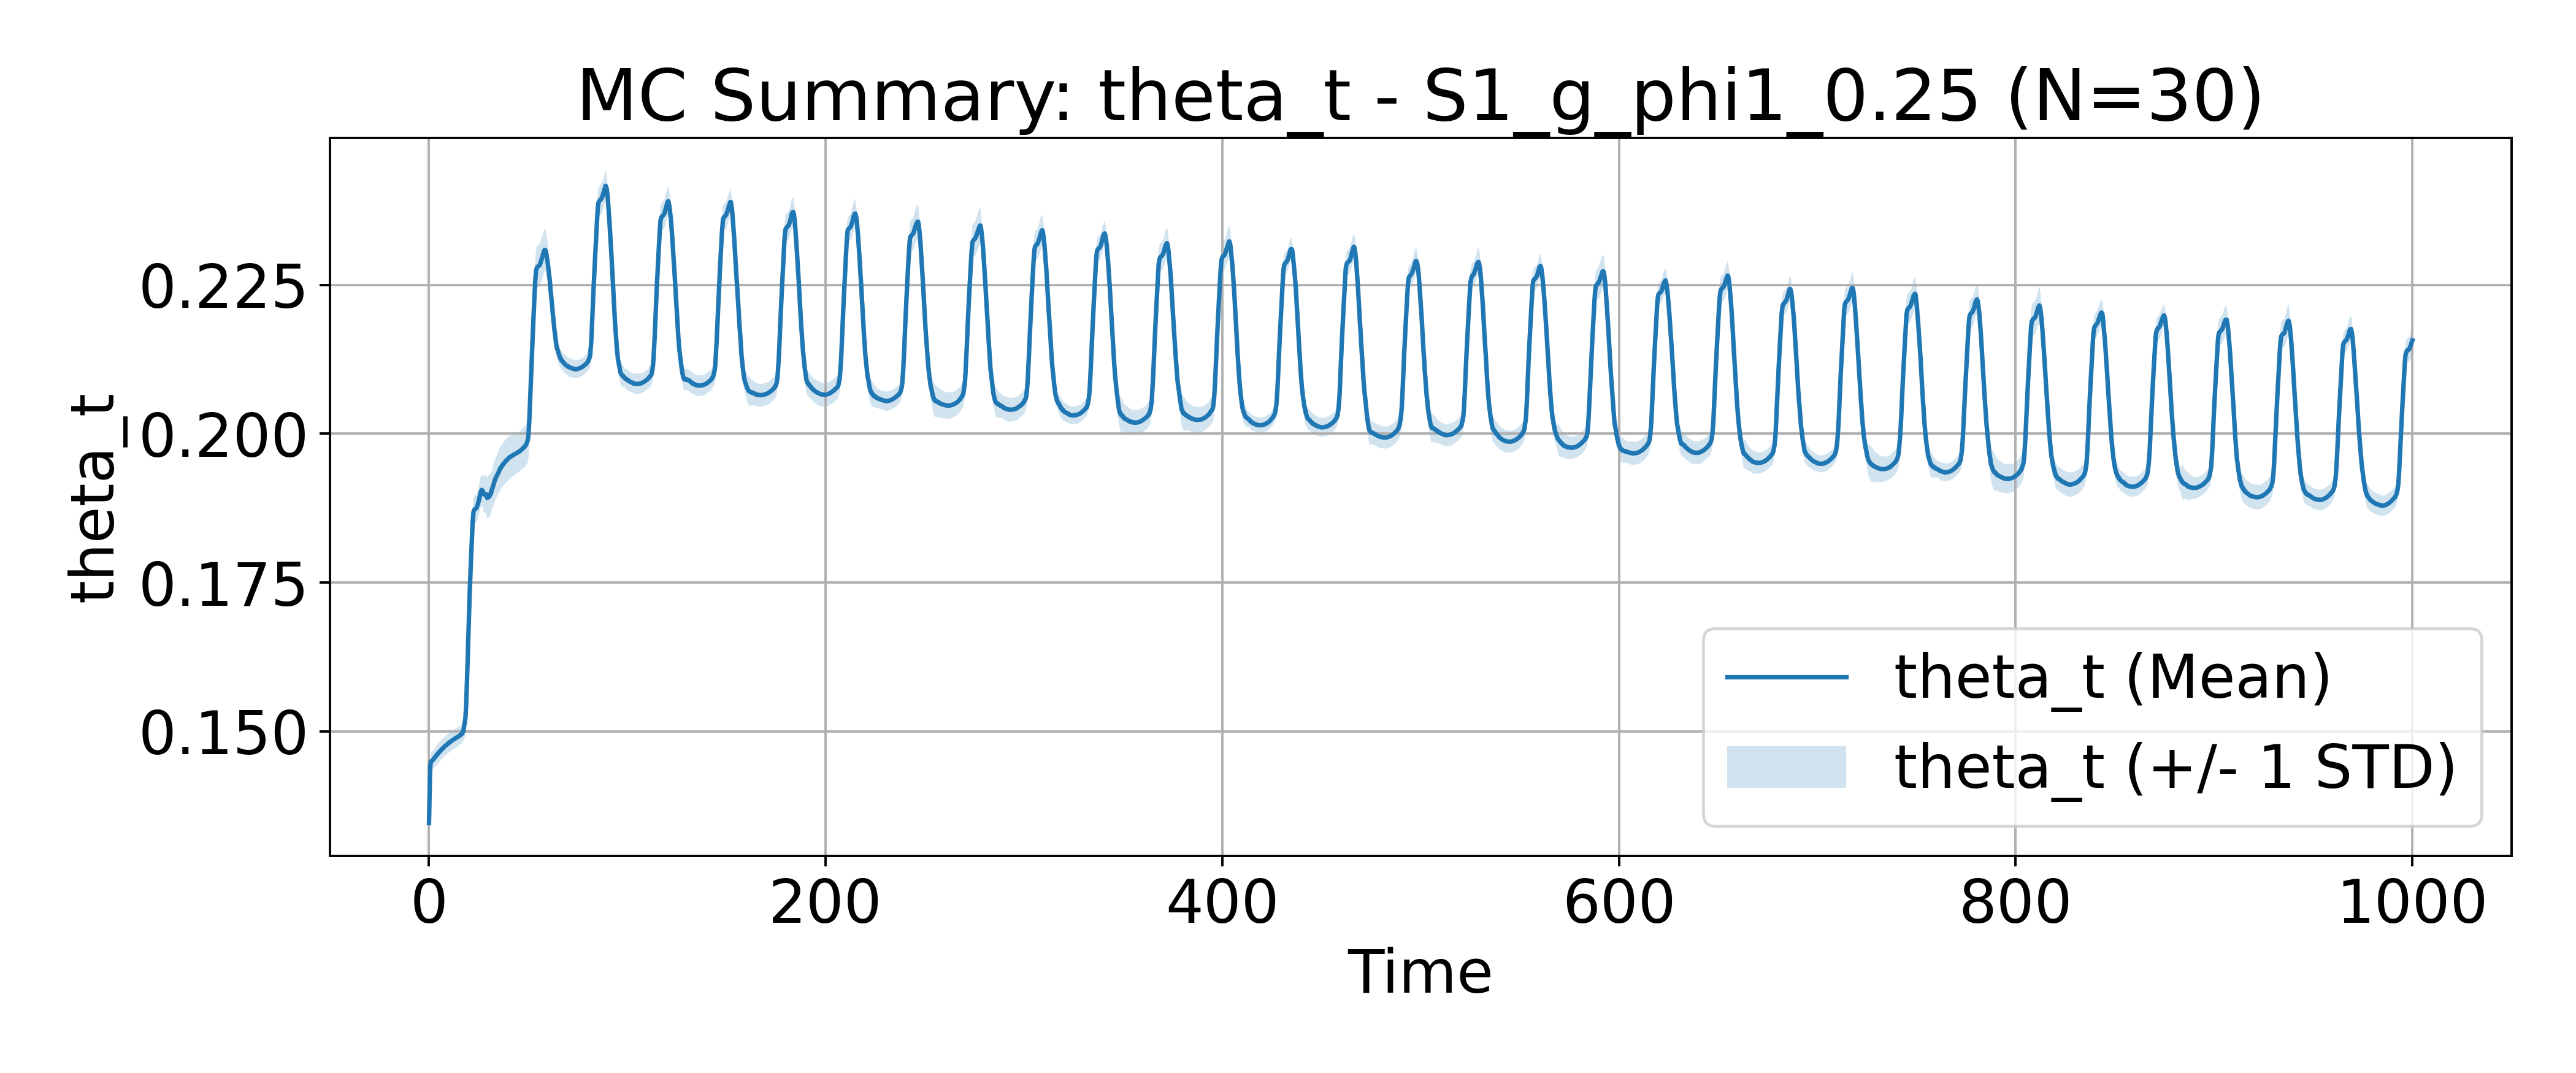 MC Summary: theta_t - S1_g_phi1_0.25 (N=30)
theta_t
0.225
0.200
0.175
0.150
theta_t (Mean)
theta_t (+/- 1 STD)
0 200 400 600 800 1000
Time